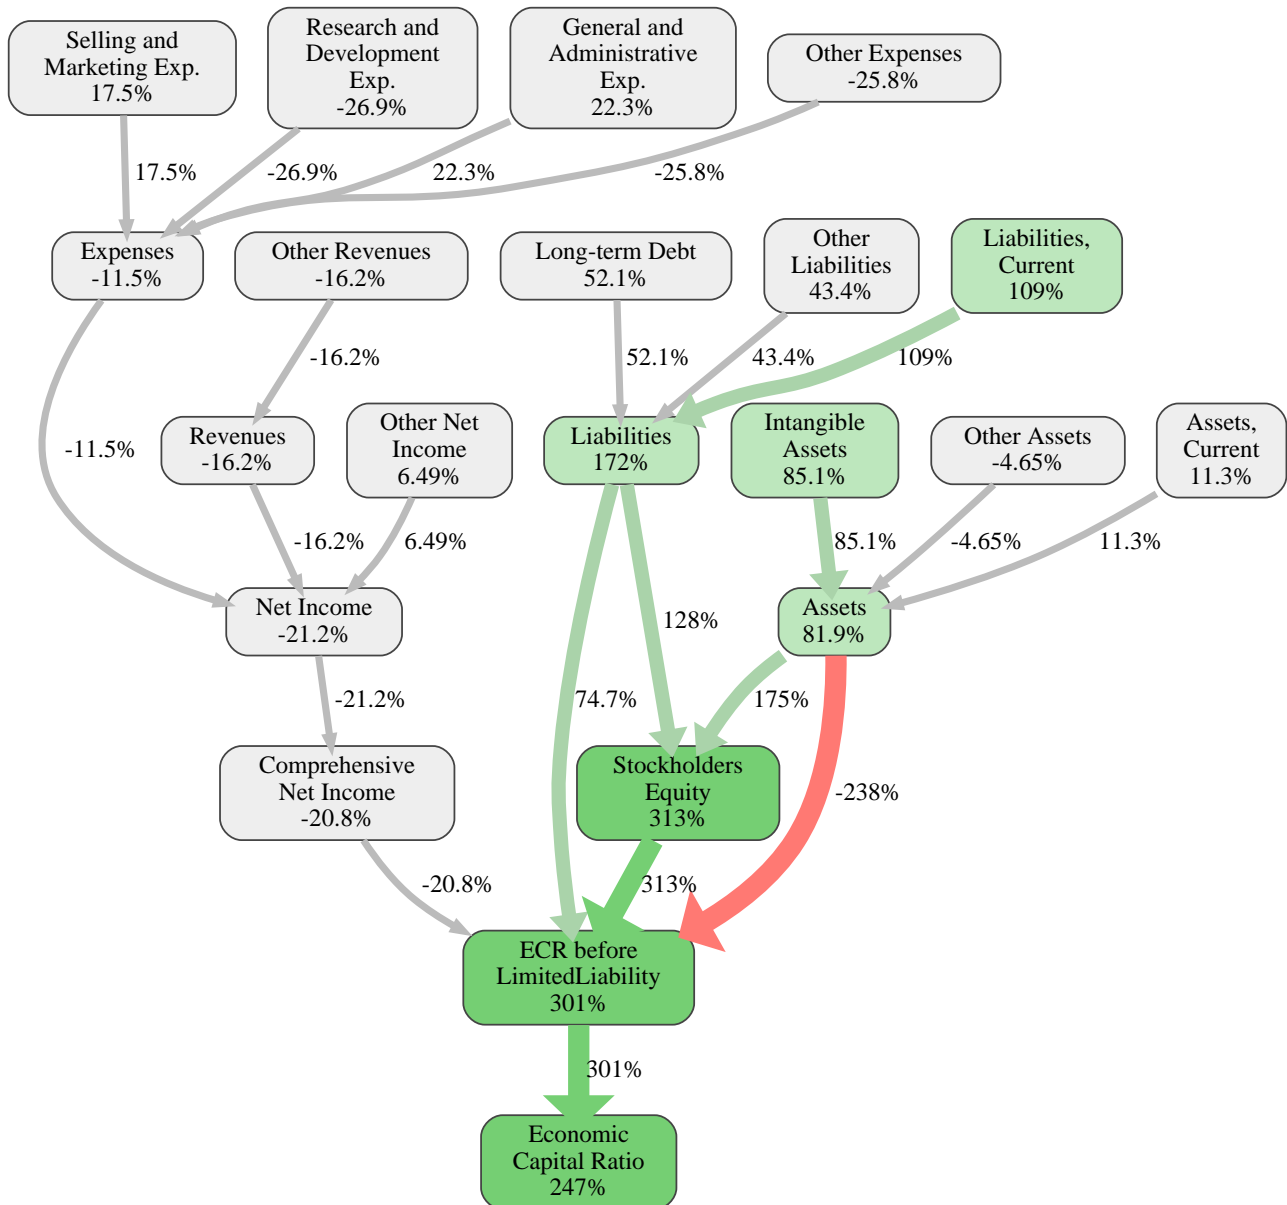 Selling and
Marketing Exp.
17.5%
Research and
Development
Exp.
-26.9%
General and
Administrative
Exp.
22.3%
Other Expenses
-25.8%
17.5%
-26.9%
22.3%
-25.8%
Expenses
-11.5%
Other Revenues
-16.2%
Long-term Debt
52.1%
Other
Liabilities
43.4%
Liabilities,
Current
109%
-16.2%
52.1%
43.4%
109%
-11.5%
Revenues
-16.2%
Other Net
Income
6.49%
Liabilities
172%
Intangible
Assets
85.1%
Other Assets
-4.65%
Assets,
Current
11.3%
-16.2%
6.49%
85.1%
-4.65%
11.3%
Net Income
-21.2%
128%
Assets
81.9%
-21.2%
74.7%
175%
Comprehensive
Net Income
-20.8%
Stockholders
Equity
313%
-238%
-20.8%
313%
ECR before
LimitedLiability
301%
301%
Economic
Capital Ratio
247%